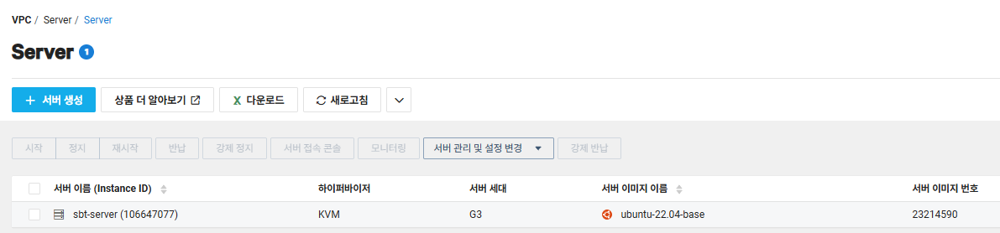 VPC / Server / Server
Server 1
+ 서버 생성 상품 더 알아보기 X 다운로드 새로고침
시작 정지 재시작 반납 강제 정지 서버 접속 콘솔 모니터링 서버 관리 및 설정 변경 강제 반납
서버 이름 (Instance ID) 하이퍼바이저 서버 세대 서버 이미지 이름 서버 이미지 번호
sbt-server (106647077) KVM G3 ubuntu-22.04-base 23214590